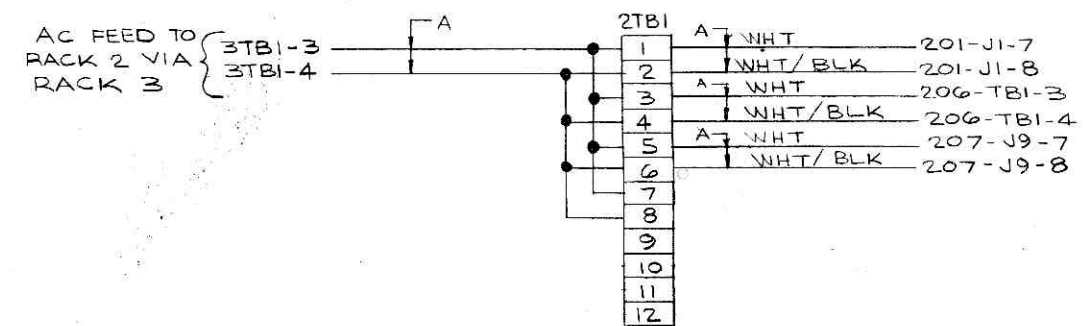 AC FEED TO
RACK 2 VIA
RACK 3
3TB1-3
3TB1-4
A
2TB1
1
2
3
4
5
6
7
8
9
10
11
12
A WHT 201-J1-7
WHT/BLK 201-J1-8
A WHT 206-TB1-3
WHT/BLK 206-TB1-4
A WHT 207-J9-7
WHT/BLK 207-J9-8